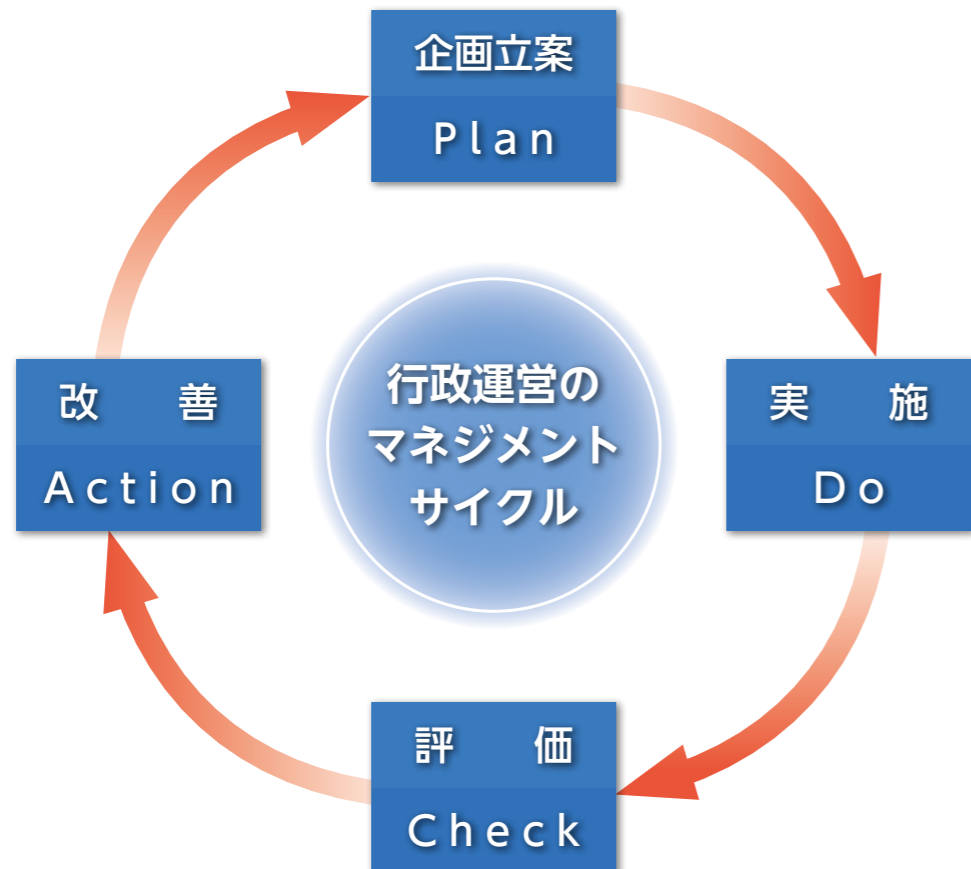 企画立案
Plan
実施
Do
評価
Check
改善
Action
行政運営の
マネジメント
サイクル